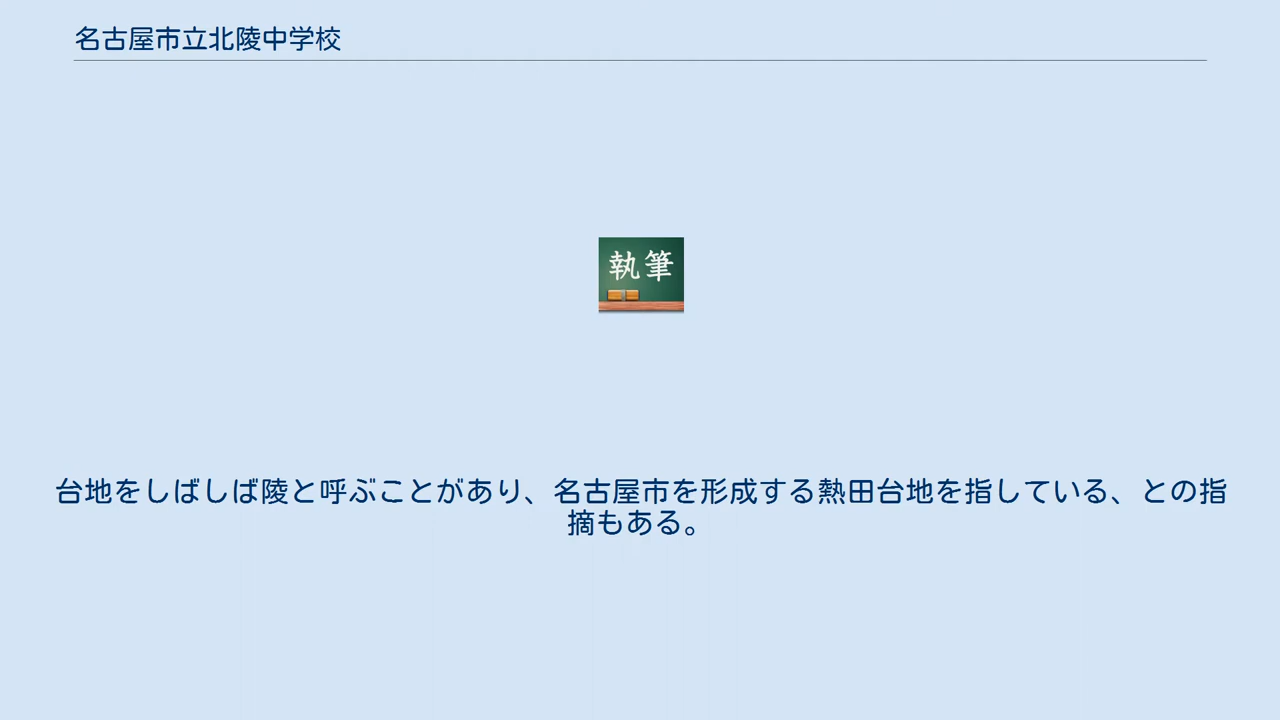 名古屋市立北陵中学校
執筆
台地をしばしば陵と呼ぶことがあり、名古屋市を形成する熱田台地を指している、との指
摘もある。